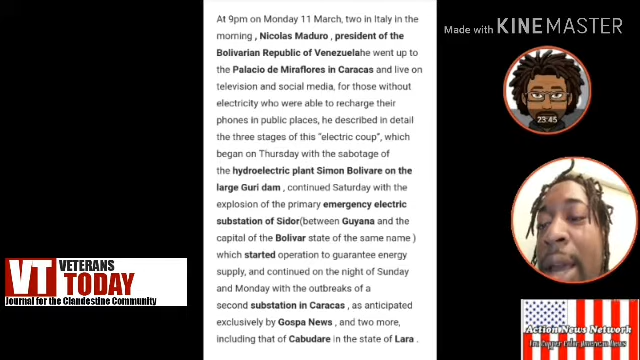 At 9pm on Monday 11 March, two in Italy in the
morning , Nicolas Maduro , president of the
Bolivarian Republic of Venezuelahe went up to
the Palacio de Miraflores in Caracas and live on
television and social media, for those without
electricity who were able to recharge their
phones in public places, he described in detail
the three stages of this "electric coup", which
began on Thursday with the sabotage of
the hydroelectric plant Simon Bolivare on the
large Guri dam , continued Saturday with the
explosion of the primary emergency electric
substation of Sidor(between Guyana and the
capital of the Bolivar state of the same name )
which started operation to guarantee energy
supply, and continued on the night of Sunday
and Monday with the outbreaks of a
second substation in Caracas , as anticipated
exclusively by Gospa News , and two more,
including that of Cabudare in the state of Lara .
Made with KINEMASTER
23:45
VT VETERANS
TODAY
Journal for the Clandestine Community
Action News Network